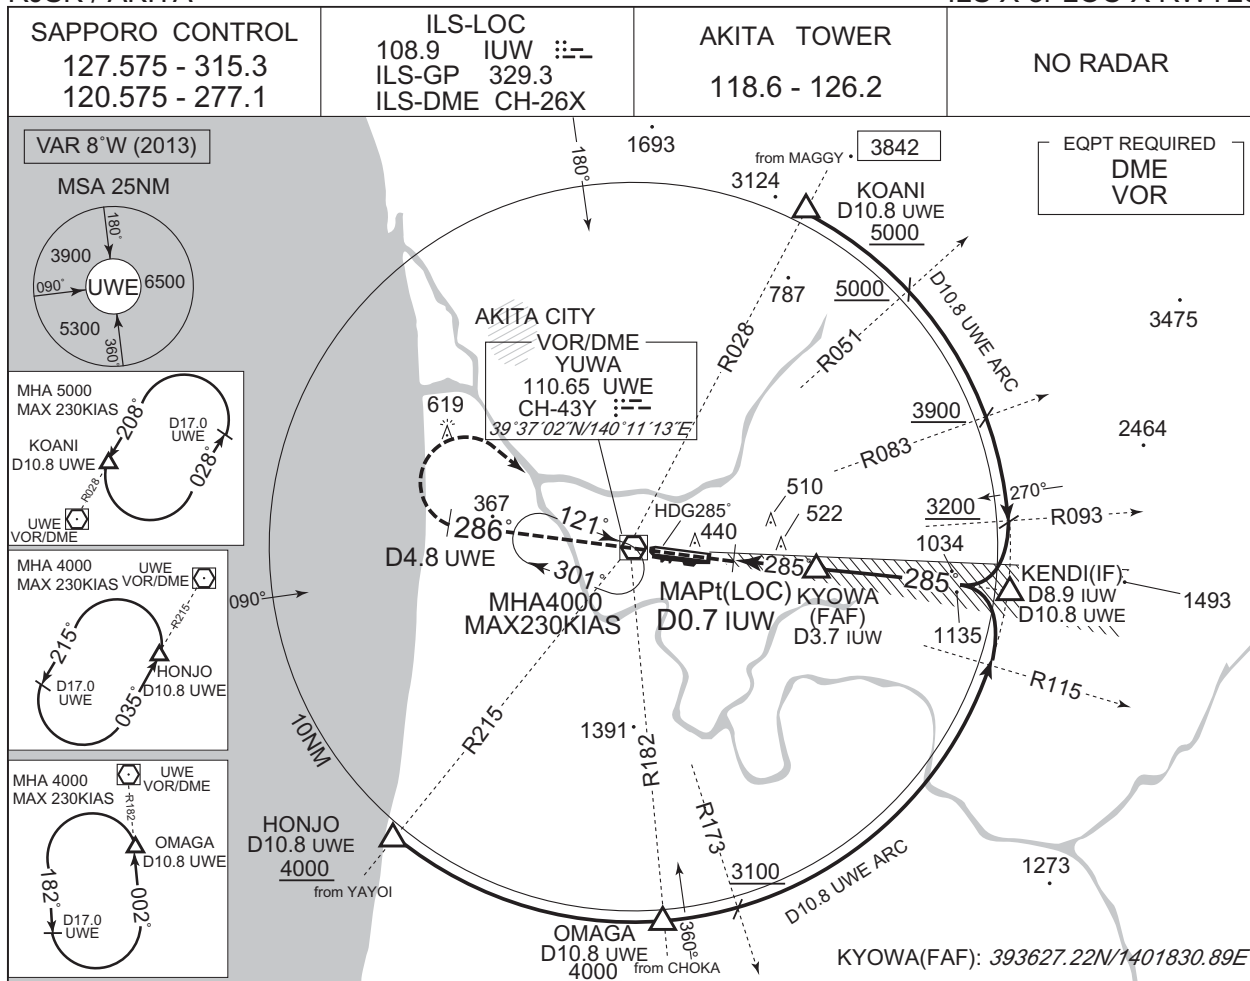 SAPPORO CONTROL
127.575 - 315.3
120.575 - 277.1
ILS-LOC
108.9 IUW
ILS-GP 329.3
ILS-DME CH-26X
AKITA TOWER
118.6 - 126.2
NO RADAR
VAR 8°W (2013)
MSA 25NM
180°
3900
090°
UWE
6500
5300
360°
180°
1693
from MAGGY
3842
3124
KOANI
D10.8 UWE
5000
EQPT REQUIRED
DME
VOR
787
5000
R028
R051
D10.8 UWE ARC
3475
AKITA CITY
VOR/DME
YUWA
110.65 UWE
CH-43Y
39°37´02˝N/140°11´13˝E
MHA 5000
MAX 230KIAS
208°
KOANI
D10.8 UWE
D17.0
UWE
028°
R028
UWE
VOR/DME
619
3900
R083
2464
367
286°
D4.8 UWE
121°
301°
MHA4000
MAX230KIAS
HDG285°
440
510
522
3200
270°
R093
1034
285°
285°
MAPt(LOC)
D0.7 IUW
KYOWA
(FAF)
D3.7 IUW
KENDI(IF)
D8.9 IUW
D10.8 UWE
1493
1135
R115
MHA 4000
MAX 230KIAS
UWE
VOR/DME
R215
215°
D17.0
UWE
035°
HONJO
D10.8 UWE
090°
10NM
R215
1391
R182
R173
MHA 4000
MAX 230KIAS
UWE
VOR/DME
R182
OMAGA
D10.8 UWE
182°
D17.0
UWE
002°
HONJO
D10.8 UWE
4000
from YAYOI
3100
D10.8 UWE ARC
1273
OMAGA
D10.8 UWE
4000
from CHOKA
360°
KYOWA(FAF): 393627.22N/1401830.89E